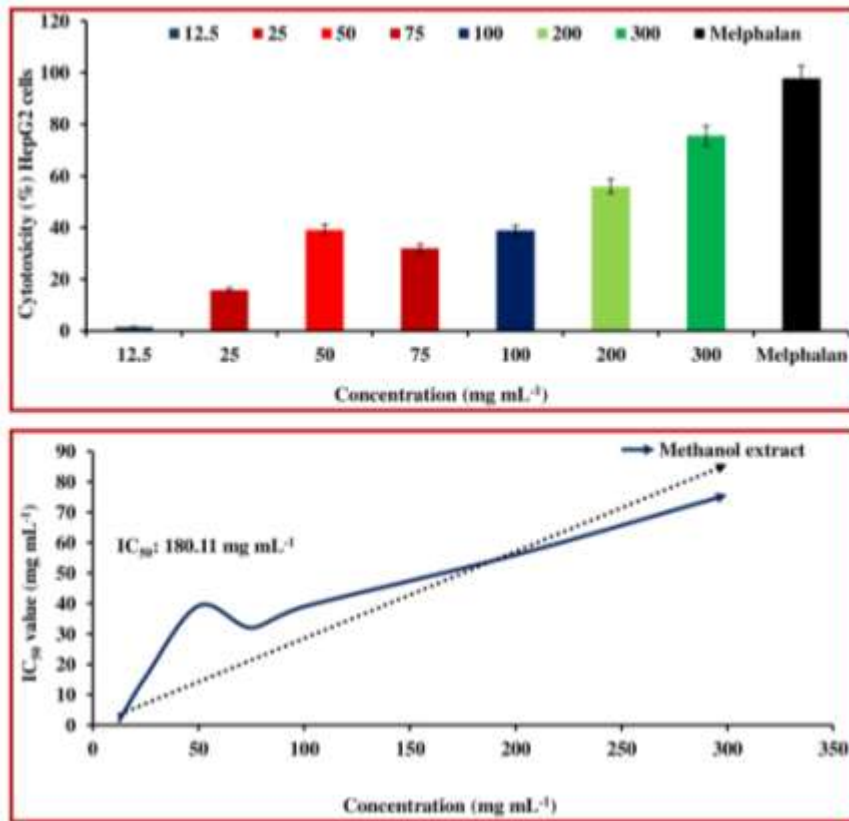 120
100
80
60
40
20
0
Cytotoxicity (%) HepG2 cells
12.5 25 50 75 100 200 300 Melphalan
12.5 25 50 75 100 200 300 Melphalan
Concentration (mg mL⁻¹)
90
80
70
60
50
40
30
20
10
0
IC₅₀ value (mg mL⁻¹)
Methanol extract
IC₅₀: 180.11 mg mL⁻¹
0 50 100 150 200 250 300 350
Concentration (mg mL⁻¹)